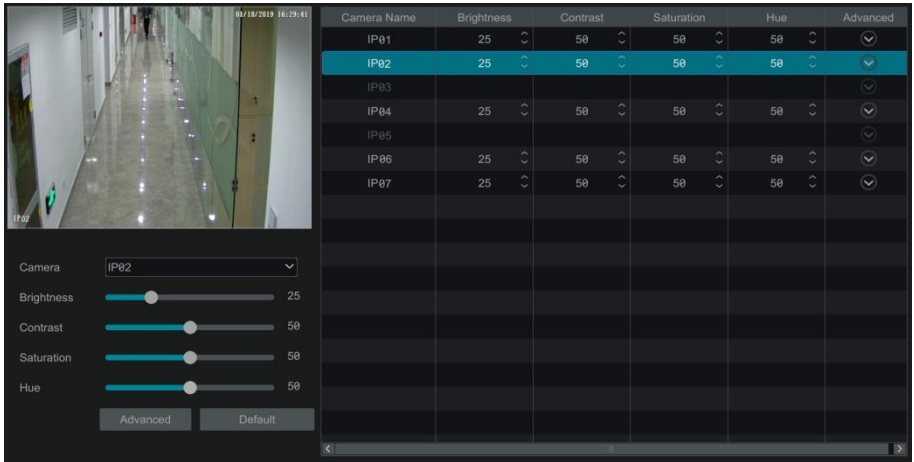 01/18/2019 16:29:41
IP02
Camera IP02
Brightness 25
Contrast 50
Saturation 50
Hue 50
Advanced Default
Camera Name Brightness Contrast Saturation Hue Advanced
IP01 25 50 50 50
IP02 25 50 50 50
IP03
IP04 25 50 50 50
IP05
IP06 25 50 50 50
IP07 25 50 50 50